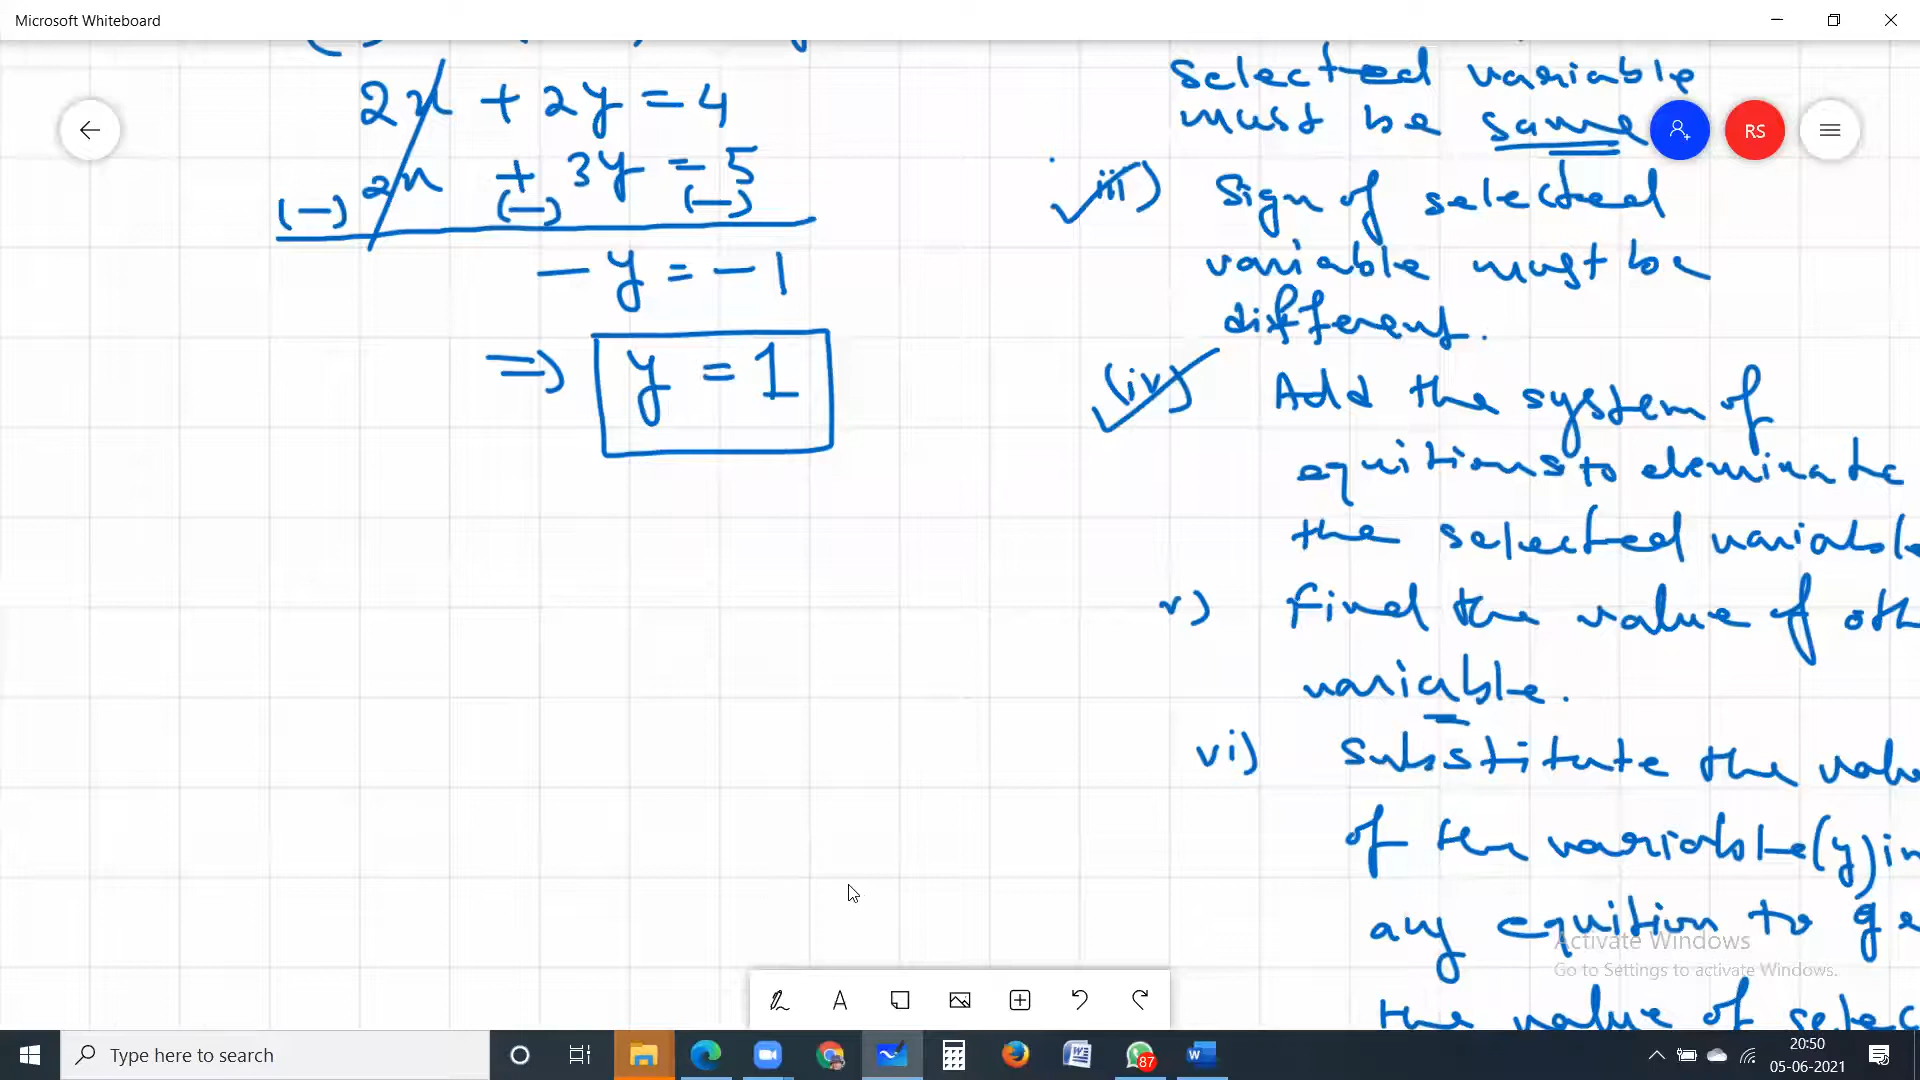 Microsoft Whiteboard
2x + 2y = 4
2x + 3y = 5
(-) (-) (-)
- y = - 1
=> y = 1
selected variable
must be same
RS
iii) Sign of selected
variable must be
different.
(iv) Add the system of
equitions to eleminate
the selected variable
v) Find the value of oth
variable.
vi) Substitute the valu
of the variable (y) in
any equition to ge
the value of selec
Activate Windows
Go to Settings to activate Windows.
Type here to search
87
20:50
05-06-2021